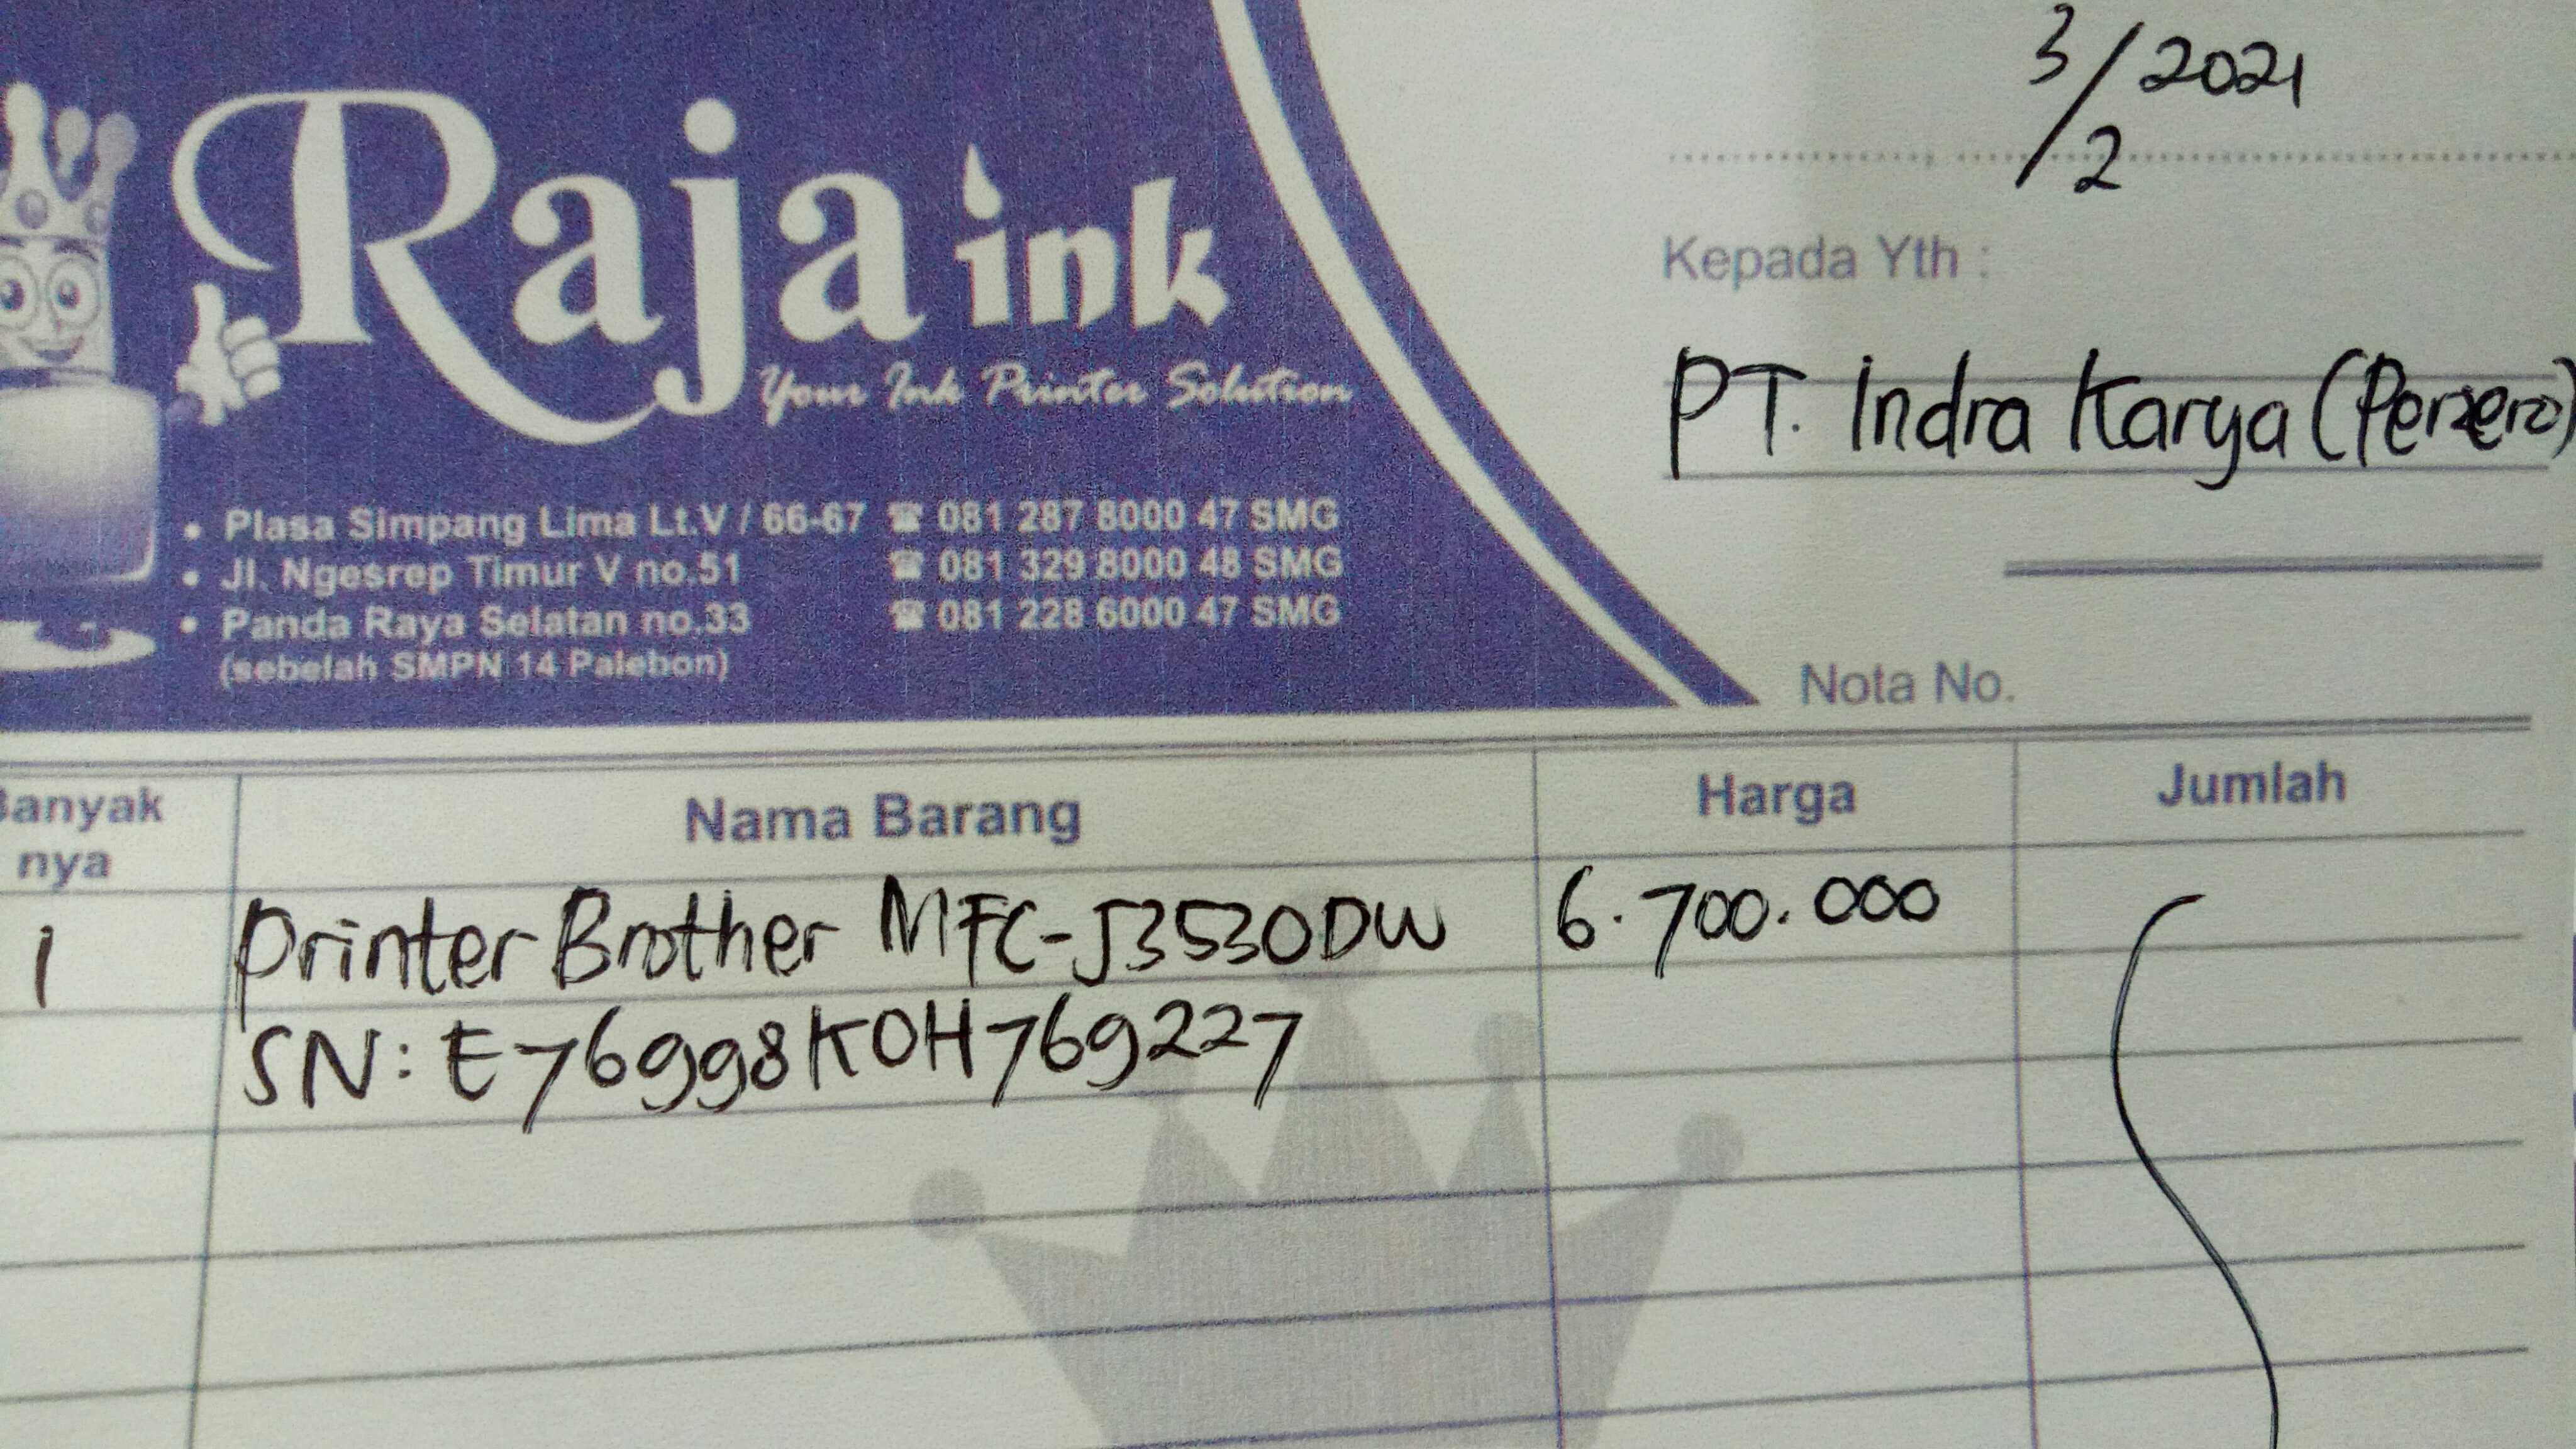 Raja ink
Your Ink Printer Solution
• Plasa Simpang Lima Lt.V / 66-67 ☎ 081 287 8000 47 SMG
• Jl. Ngesrep Timur V no.51 ☎ 081 329 8000 48 SMG
• Panda Raya Selatan no.33 ☎ 081 228 6000 47 SMG
(sebelah SMPN 14 Palebon)
3/2 2021
Kepada Yth :
PT. Indra Karya (Persero)
Nota No.
Banyak nya Nama Barang Harga Jumlah
1 Printer Brother MFC-J3530DW 6.700.000
SN: E76998K0H769227